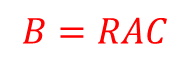 B = RAC